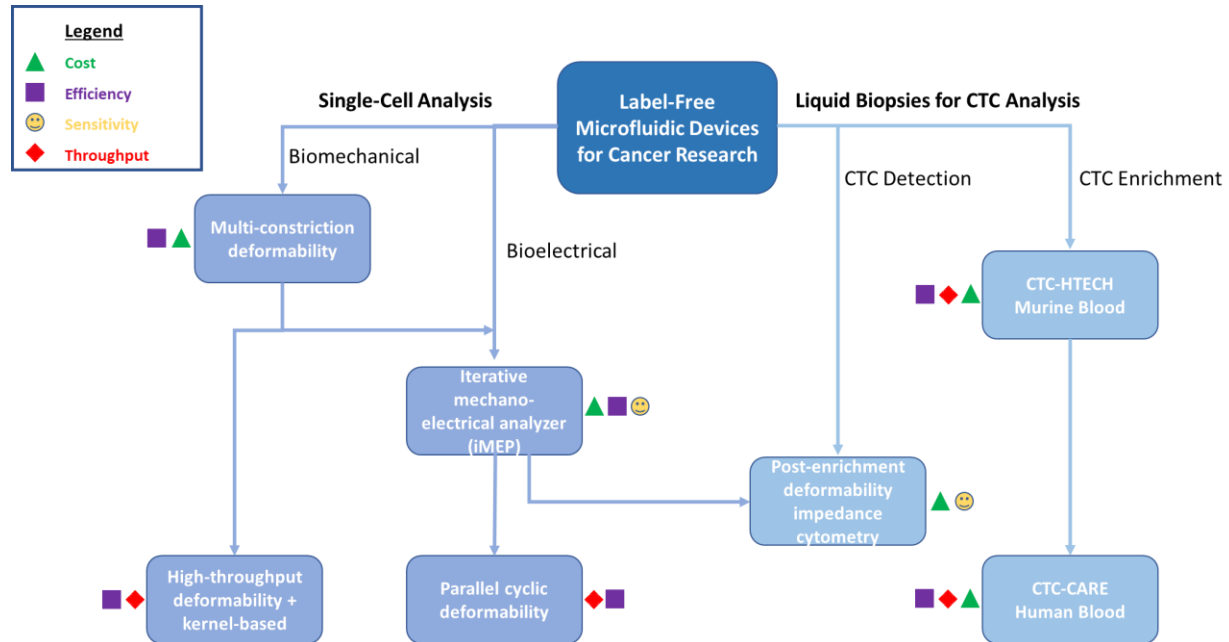 Legend
Cost
Efficiency
Sensitivity
Throughput
Single-Cell Analysis
Label-Free
Microfluidic Devices
for Cancer Research
Liquid Biopsies for CTC Analysis
Biomechanical
CTC Detection
CTC Enrichment
Multi-constriction
deformability
Bioelectrical
CTC-HTECH
Murine Blood
Iterative
mechano-
electrical analyzer
(iMEP)
Post-enrichment
deformability
impedance
cytometry
High-throughput
deformability +
kernel-based
Parallel cyclic
deformability
CTC-CARE
Human Blood